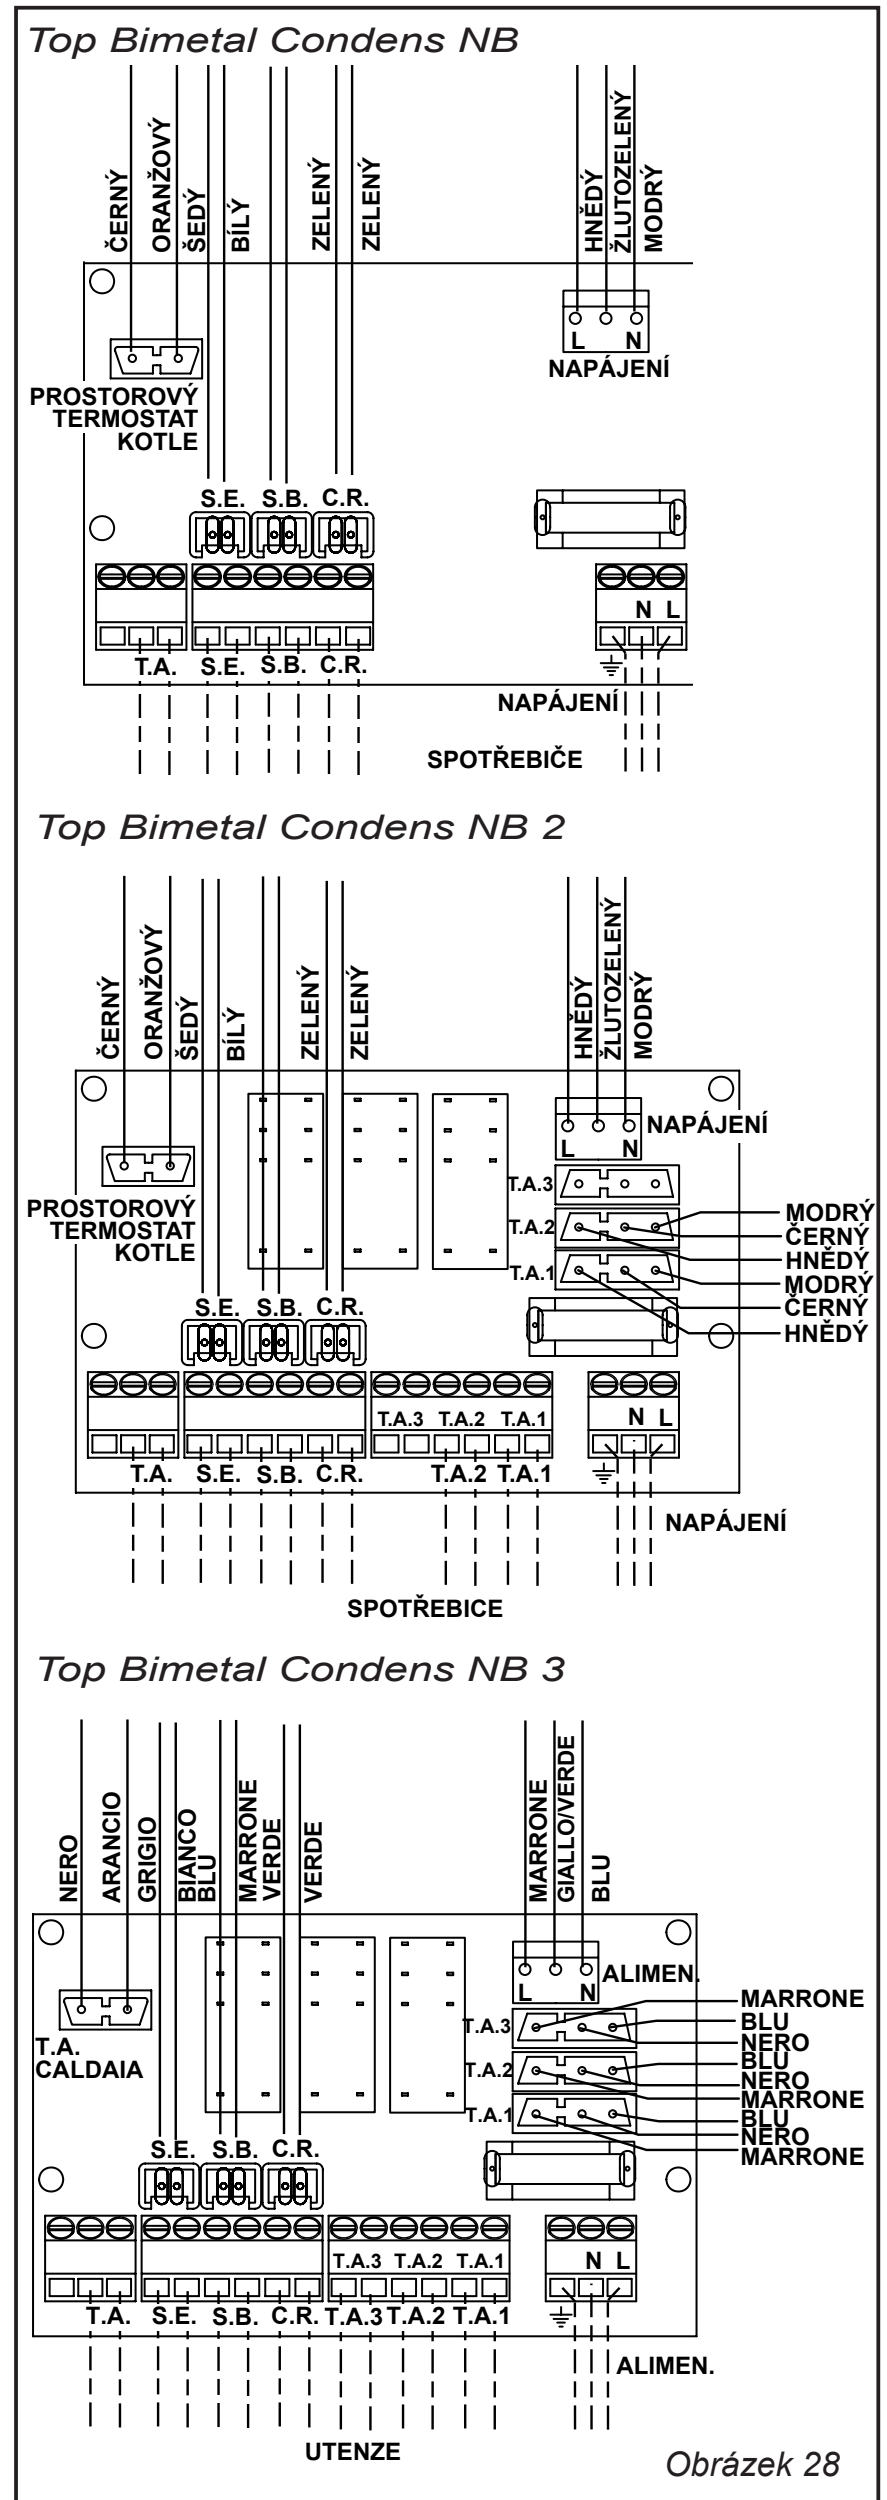 Top Bimetal Condens NB
ČERNÝ
ORANŽOVÝ
ŠEDÝ
BÍLÝ
ZELENÝ
ZELENÝ
HNĚDÝ
ŽLUTOZELENÝ
MODRÝ
L N
NAPÁJENÍ
PROSTOROVÝ
TERMOSTAT
KOTLE
S.E. S.B. C.R.
N L
T.A. S.E. S.B. C.R.
NAPÁJENÍ
SPOTŘEBIČE
Top Bimetal Condens NB 2
ČERNÝ
ORANŽOVÝ
ŠEDÝ
BÍLÝ
ZELENÝ
ZELENÝ
HNĚDÝ
ŽLUTOZELENÝ
MODRÝ
NAPÁJENÍ
L N
T.A.3
PROSTOROVÝ
TERMOSTAT
KOTLE
T.A.2
MODRÝ
ČERNÝ
HNĚDÝ
T.A.1
MODRÝ
ČERNÝ
HNĚDÝ
S.E. S.B. C.R.
T.A.3 T.A.2 T.A.1
N L
T.A. S.E. S.B. C.R. T.A.2 T.A.1
NAPÁJENÍ
SPOTŘEBICE
Top Bimetal Condens NB 3
NERO
ARANCIO
GRIGIO
BIANCO
BLU
MARRONE
VERDE
VERDE
MARRONE
GIALLO/VERDE
BLU
ALIMEN.
L N
T.A.3
MARRONE
BLU
NERO
T.A.
CALDAIA
T.A.2
BLU
NERO
MARRONE
T.A.1
BLU
NERO
MARRONE
S.E. S.B. C.R.
T.A.3 T.A.2 T.A.1
N L
T.A. S.E. S.B. C.R. T.A.3 T.A.2 T.A.1
ALIMEN.
UTENZE
Obrázek 28